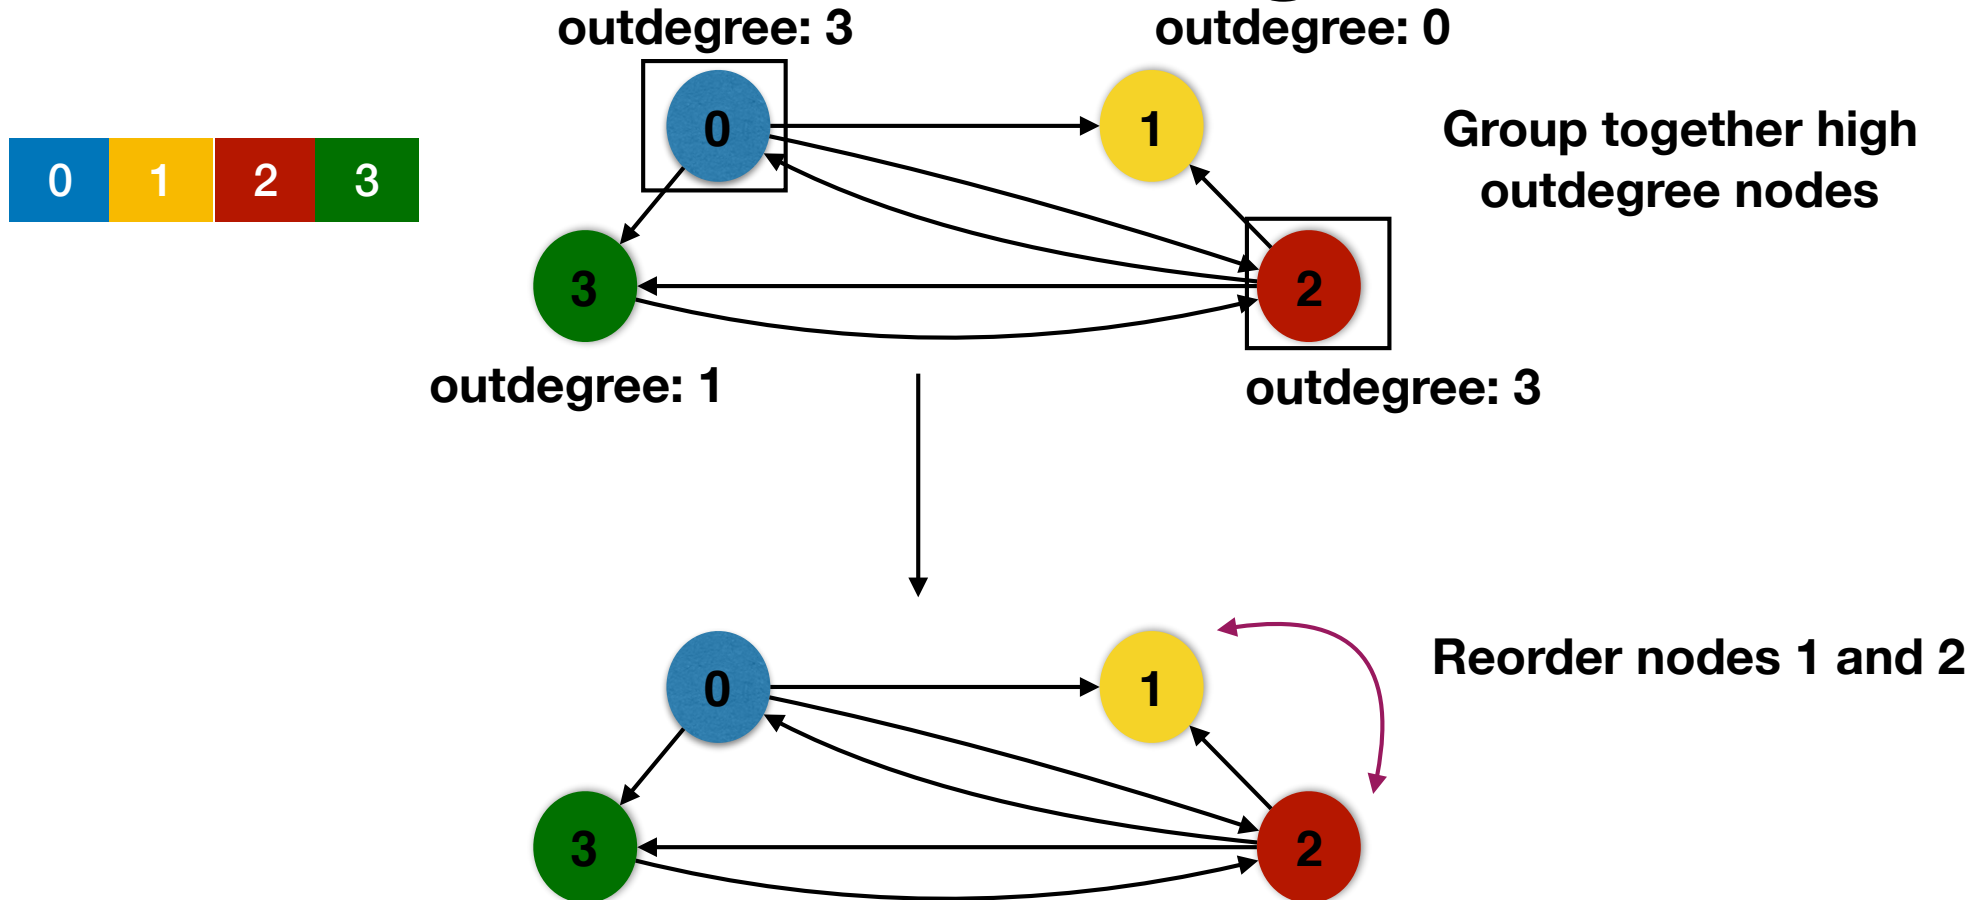 outdegree: 3
outdegree: 0
0
1
0 1 2 3
Group together high
outdegree nodes
3
2
outdegree: 1
outdegree: 3
0
1
Reorder nodes 1 and 2
3
2